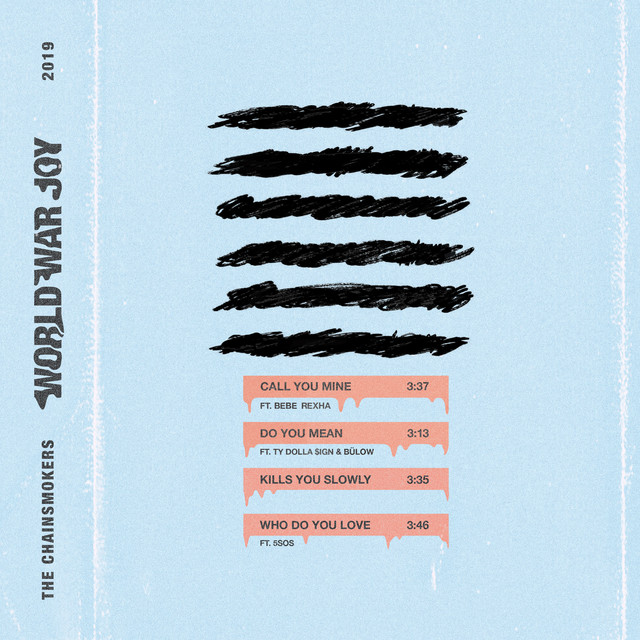 2019
WORLD WAR JOY
THE CHAINSMOKERS
CALL YOU MINE 3:37
FT. BEBE REXHA
DO YOU MEAN 3:13
FT. TY DOLLA $IGN & BÜLOW
KILLS YOU SLOWLY 3:35
WHO DO YOU LOVE 3:46
FT. 5SOS